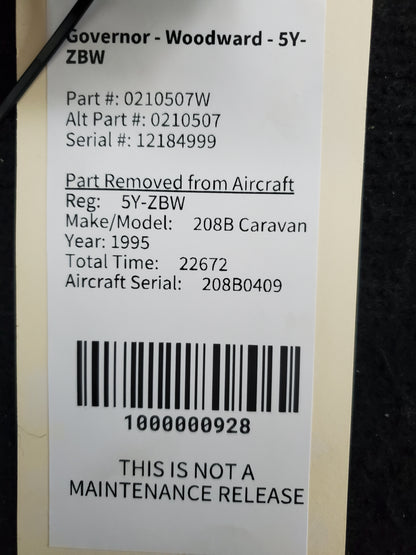 Governor - Woodward - 5Y-
ZBW
Part #: 0210507W
Alt Part #: 0210507
Serial #: 12184999
Part Removed from Aircraft
Reg: 5Y-ZBW
Make/Model: 208B Caravan
Year: 1995
Total Time: 22672
Aircraft Serial: 208B0409
1000000928
THIS IS NOT A
MAINTENANCE RELEASE